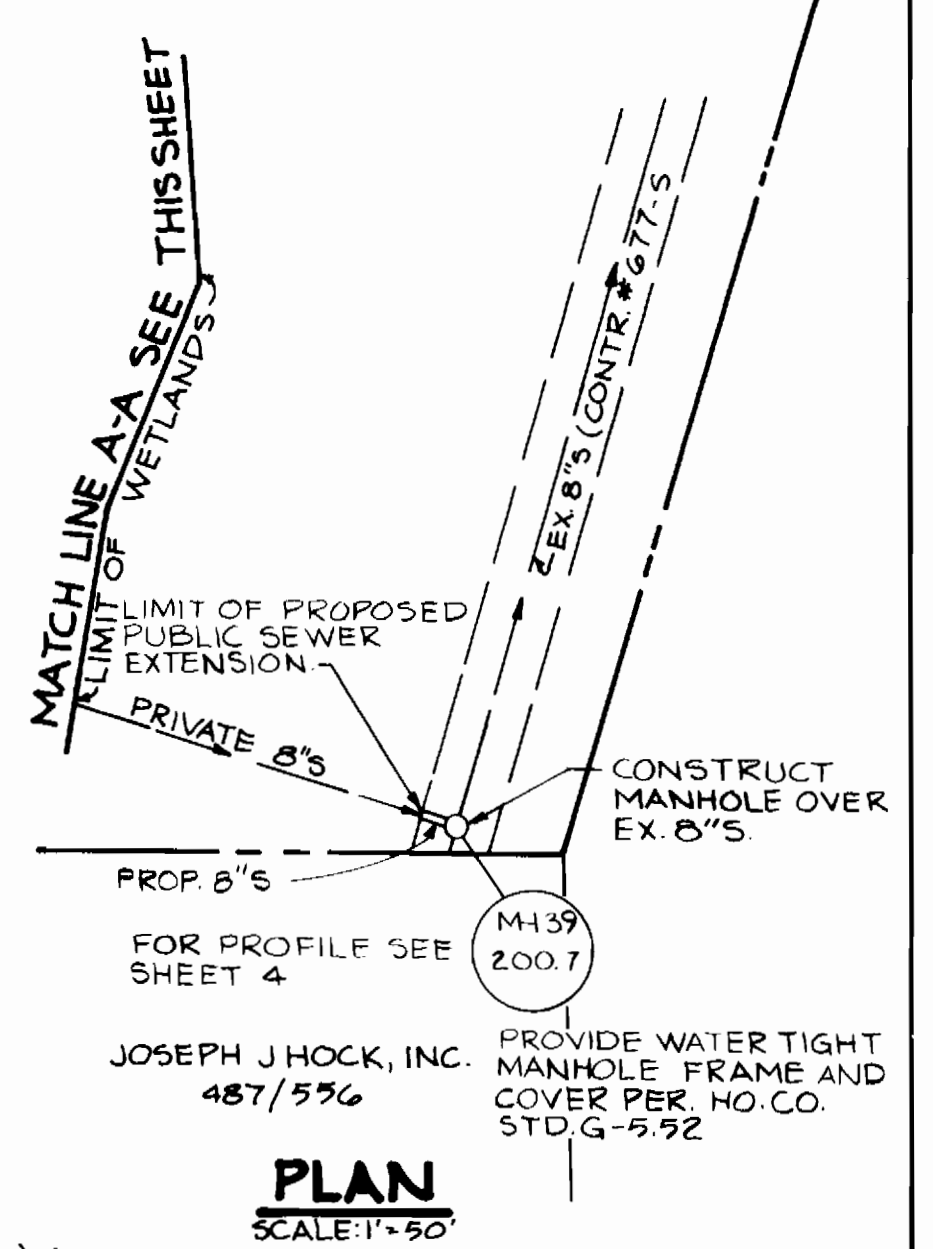 MATCH LINE A-A SEE THIS SHEET
LIMIT OF WETLANDS
EX. 8"S (CONTR. #677-S
LIMIT OF PROPOSED
PUBLIC SEWER
EXTENSION
PRIVATE 8"S
CONSTRUCT
MANHOLE OVER
EX. 8"S.
PROP. 8"S
MH39
200.7
FOR PROFILE SEE
SHEET 4
JOSEPH J HOCK, INC.
487/556
PROVIDE WATER TIGHT
MANHOLE FRAME AND
COVER PER. HO.CO.
STD.G-5.52
PLAN
SCALE: 1'=50'